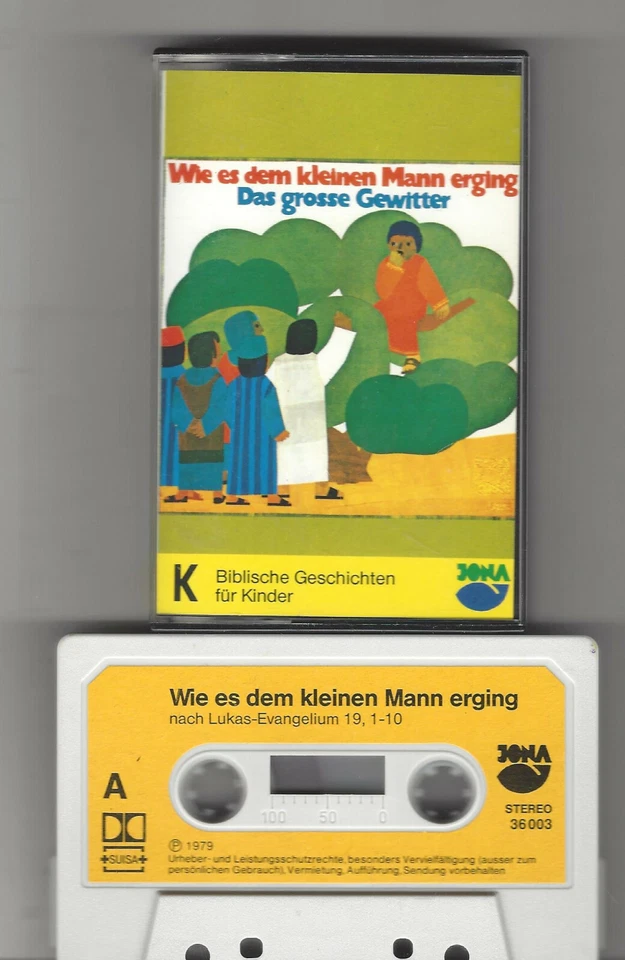 Wie es dem kleinen Mann erging
Das grosse Gewitter
K
Biblische Geschichten
für Kinder
JONA
Wie es dem kleinen Mann erging
nach Lukas-Evangelium 19, 1-10
JONA
A
100 50 0
STEREO
36 003
SUISA
℗ 1979
Urheber- und Leistungsschutzrechte, besonders Vervielfältigung (ausser zum
persönlichen Gebrauch), Vermietung, Aufführung, Sendung vorbehalten